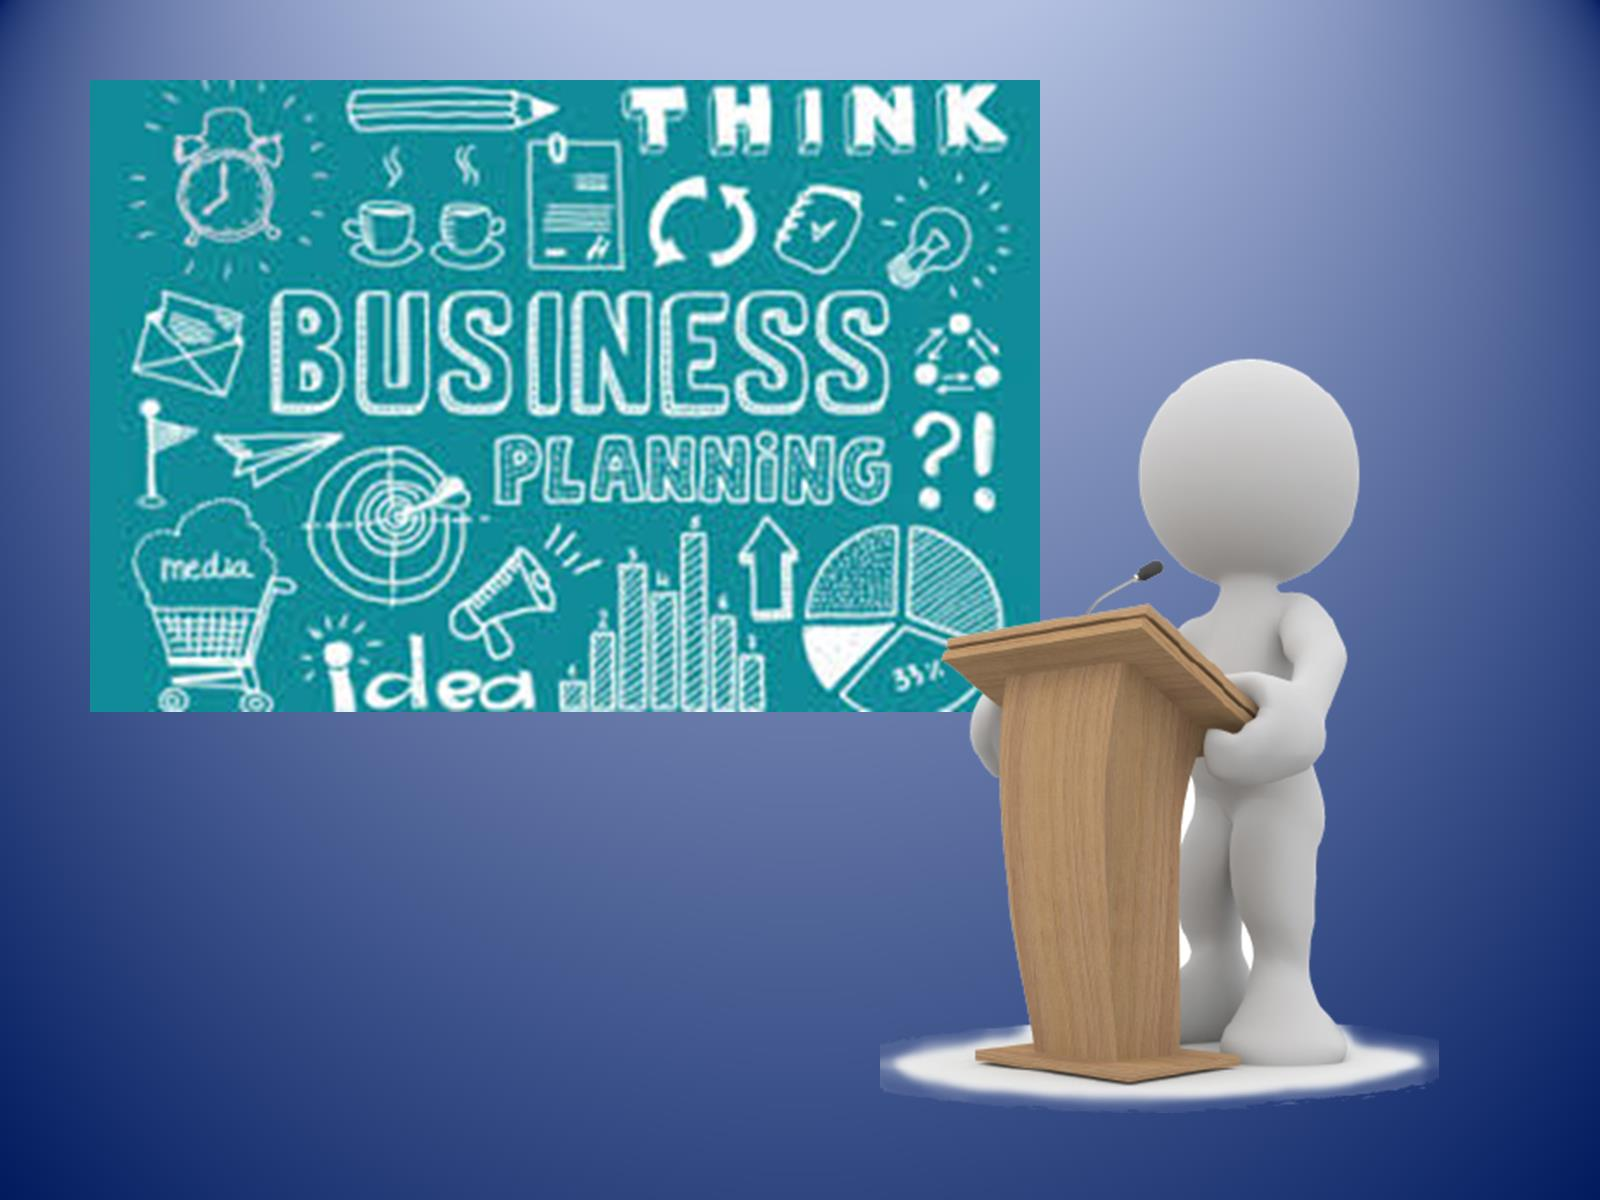 THINK
BUSINESS
PLANNiNG
?!
media
idea
33%